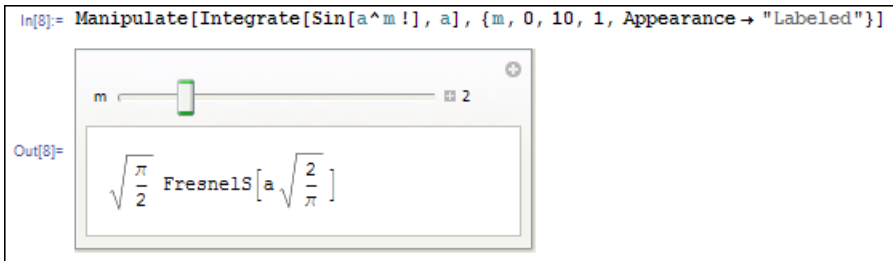 In[8]:= Manipulate[Integrate[Sin[a^m!], a], {m, 0, 10, 1, Appearance → "Labeled"}]
m 2
Out[8]= √(π/2) FresnelS[a √(2/π)]